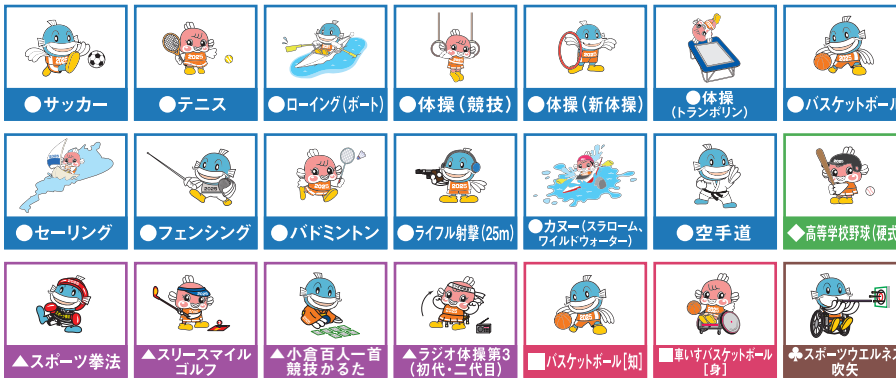 ●サッカー
●テニス
●ローイング(ボート)
●体操(競技)
●体操(新体操)
●体操
(トランポリン)
●バスケットボール
●セーリング
●フェンシング
●バドミントン
●ライフル射撃(25m)
●カヌー(スラローム、
ワイルドウォーター)
●空手道
◆高等学校野球(硬式
▲スポーツ拳法
▲スリースマイル
ゴルフ
▲小倉百人一首
競技かるた
▲ラジオ体操第3
(初代・二代目)
■バスケットボール[知]
■車いすバスケットボール
[身]
♣スポーツウエルネス
吹矢